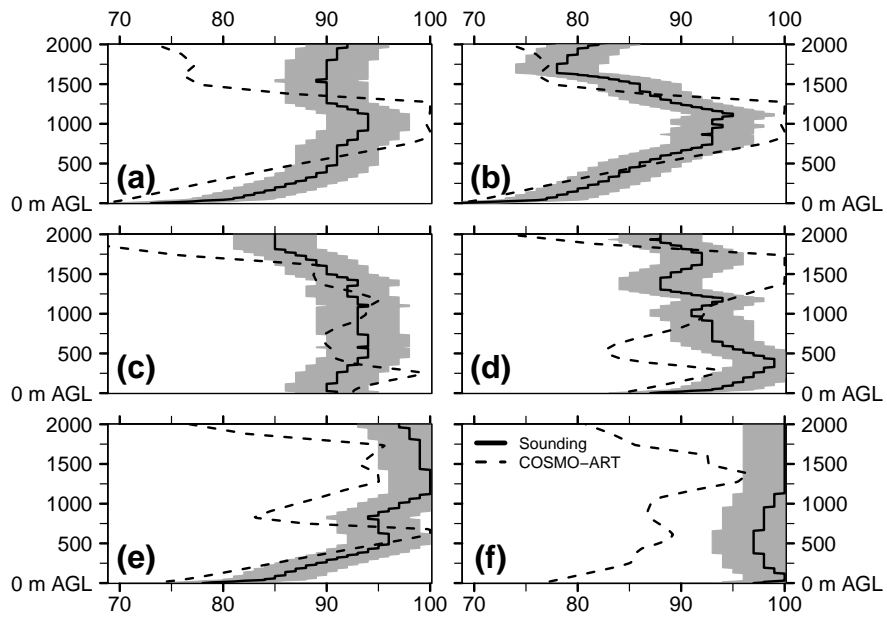 70 80 90 100 70 80 90 100
2000 2000
1500 1500
1000 1000
500 500
(a) (b)
0 m AGL 0 m AGL
2000 2000
1500 1500
1000 1000
500 500
(c) (d)
0 m AGL 0 m AGL
2000 2000
Sounding
1500 1500
COSMO−ART
1000 1000
500 500
(e) (f)
0 m AGL 0 m AGL
70 80 90 100 70 80 90 100